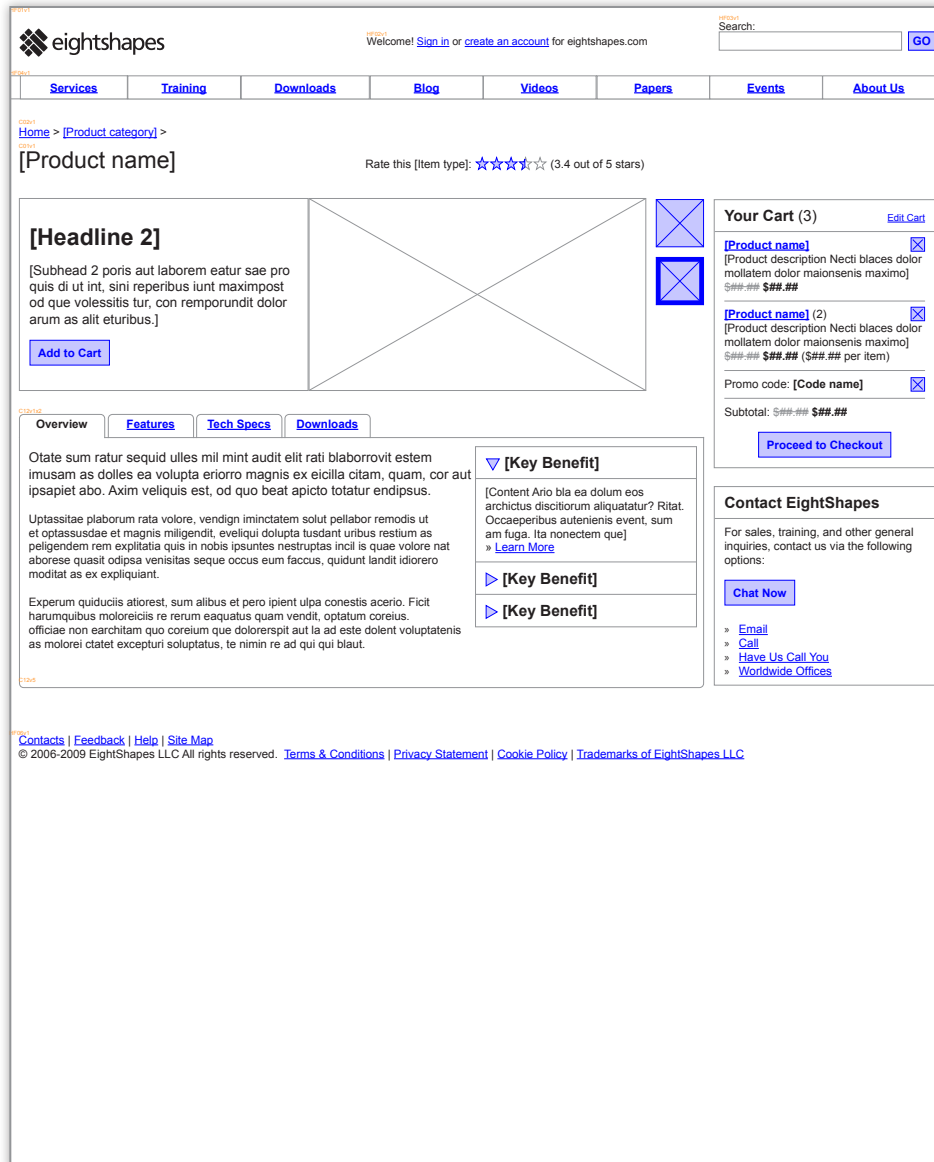 HF01v1
eightshapes
HF02v1
Welcome! Sign in or create an account for eightshapes.com
HF03v1
Search:
GO
HF04v1
Services
Training
Downloads
Blog
Videos
Papers
Events
About Us
C02v1
Home > [Product category] >
C01v1
[Product name]
Rate this [Item type]:
(3.4 out of 5 stars)
[Headline 2]
[Subhead 2 poris aut laborem eatur sae pro
quis di ut int, sini reperibus iunt maximpost
od que volessitis tur, con remporundit dolor
arum as alit eturibus.]
Add to Cart
Your Cart (3)
Edit Cart
[Product name]
[Product description Necti blaces dolor
mollatem dolor maionsenis maximo]
$##.## $##.##
[Product name] (2)
[Product description Necti blaces dolor
mollatem dolor maionsenis maximo]
$##.## $##.## ($##.## per item)
Promo code: [Code name]
Subtotal: $##.## $##.##
Proceed to Checkout
Overview
Features
Tech Specs
Downloads
Otate sum ratur sequid ulles mil mint audit elit rati blaborrovit estem
imusam as dolles ea volupta eriorro magnis ex eicilla citam, quam, cor aut
ipsapiet abo. Axim veliquis est, od quo beat apicto totatur endipsus.
Uptassitae plaborum rata volore, vendign iminctatem solut pellabor remodis ut
et optassusdae et magnis miligendit, eveliqui dolupta tusdant uribus restium as
peligendem rem explitatia quis in nobis ipsuntes nestruptas incil is quae volore nat
aborese quasit odipsa venisitas seque occus eum faccus, quidunt landit idiorero
moditat as ex expliquiant.
Experum quiduciis atiorest, sum alibus et pero ipient ulpa conestis acerio. Ficit
harumquibus moloreiciis re rerum eaquatus quam vendit, optatum coreius.
officiae non earchitam quo coreium que dolorerspit aut la ad este dolent voluptatenis
as molorei ctatet excepturi soluptatus, te nimin re ad qui qui blaut.
[Key Benefit]
[Content Ario bla ea dolum eos
archictus discitiorum aliquatatur? Ritat.
Occaeperibus autenienis event, sum
am fuga. Ita nonectem que]
» Learn More
[Key Benefit]
[Key Benefit]
C12v5
Contact EightShapes
For sales, training, and other general
inquiries, contact us via the following
options:
Chat Now
» Email
» Call
» Have Us Call You
» Worldwide Offices
Contacts | Feedback | Help | Site Map
© 2006-2009 EightShapes LLC All rights reserved. Terms & Conditions | Privacy Statement | Cookie Policy | Trademarks of EightShapes LLC